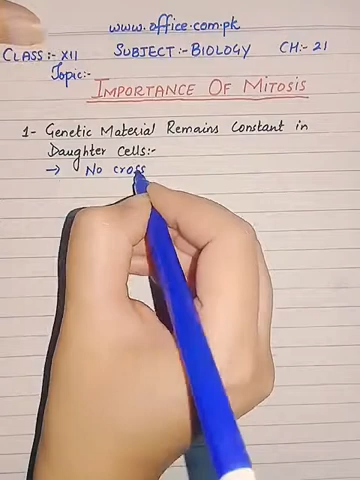 www.office.com.pk
CLASS:- XII SUBJECT:- BIOLOGY CH:- 21
Topic:-
IMPORTANCE OF MITOSIS
1- Genetic Material Remains Constant in
Daughter Cells:-
→ No cross